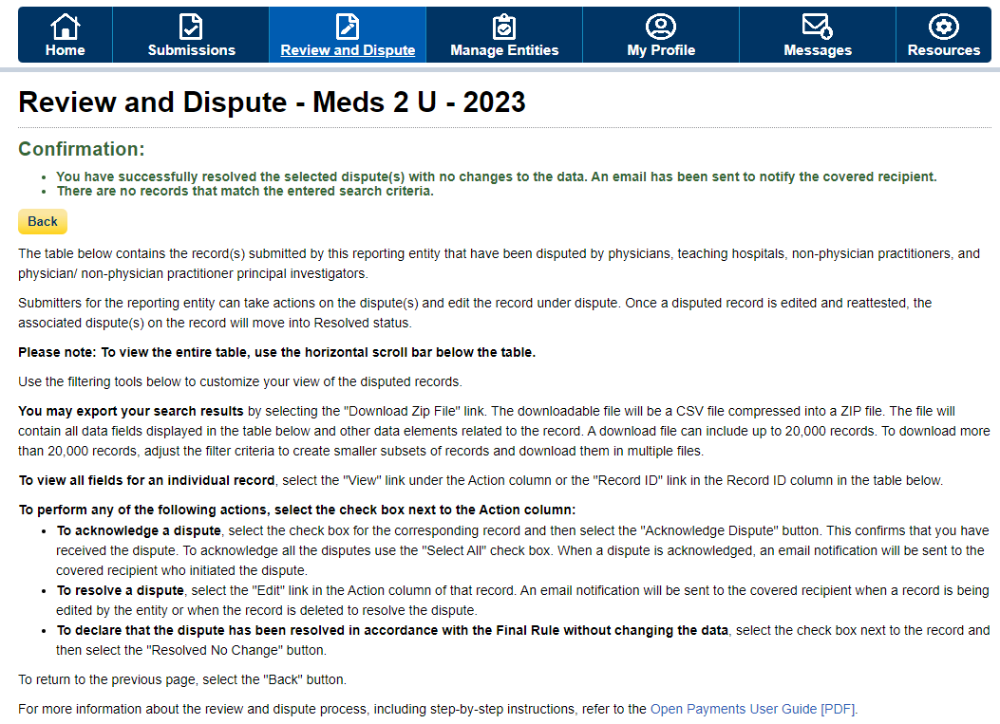 Home
Submissions
Review and Dispute
Manage Entities
My Profile
Messages
Resources
Review and Dispute - Meds 2 U - 2023
Confirmation:
• You have successfully resolved the selected dispute(s) with no changes to the data. An email has been sent to notify the covered recipient.
• There are no records that match the entered search criteria.
Back
The table below contains the record(s) submitted by this reporting entity that have been disputed by physicians, teaching hospitals, non-physician practitioners, and
physician/ non-physician practitioner principal investigators.
Submitters for the reporting entity can take actions on the dispute(s) and edit the record under dispute. Once a disputed record is edited and reattested, the
associated dispute(s) on the record will move into Resolved status.
Please note: To view the entire table, use the horizontal scroll bar below the table.
Use the filtering tools below to customize your view of the disputed records.
You may export your search results by selecting the "Download Zip File" link. The downloadable file will be a CSV file compressed into a ZIP file. The file will
contain all data fields displayed in the table below and other data elements related to the record. A download file can include up to 20,000 records. To download more
than 20,000 records, adjust the filter criteria to create smaller subsets of records and download them in multiple files.
To view all fields for an individual record, select the "View" link under the Action column or the "Record ID" link in the Record ID column in the table below.
To perform any of the following actions, select the check box next to the Action column:
• To acknowledge a dispute, select the check box for the corresponding record and then select the "Acknowledge Dispute" button. This confirms that you have
received the dispute. To acknowledge all the disputes use the "Select All" check box. When a dispute is acknowledged, an email notification will be sent to the
covered recipient who initiated the dispute.
• To resolve a dispute, select the "Edit" link in the Action column of that record. An email notification will be sent to the covered recipient when a record is being
edited by the entity or when the record is deleted to resolve the dispute.
• To declare that the dispute has been resolved in accordance with the Final Rule without changing the data, select the check box next to the record and
then select the "Resolved No Change" button.
To return to the previous page, select the "Back" button.
For more information about the review and dispute process, including step-by-step instructions, refer to the Open Payments User Guide [PDF].